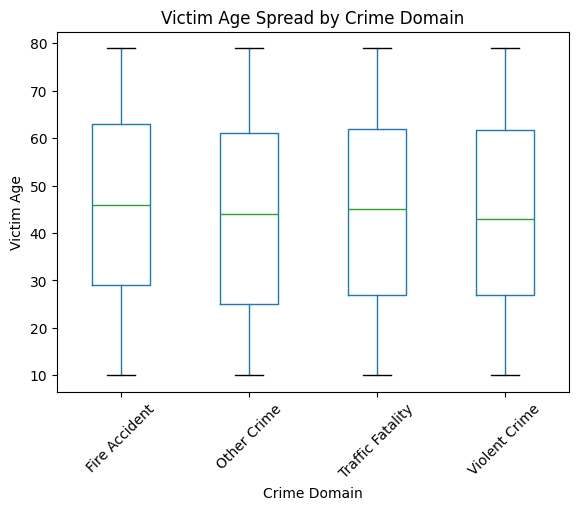 Victim Age Spread by Crime Domain
80
70
60
50
40
30
20
10
Victim Age
Fire Accident
Other Crime
Traffic Fatality
Violent Crime
Crime Domain